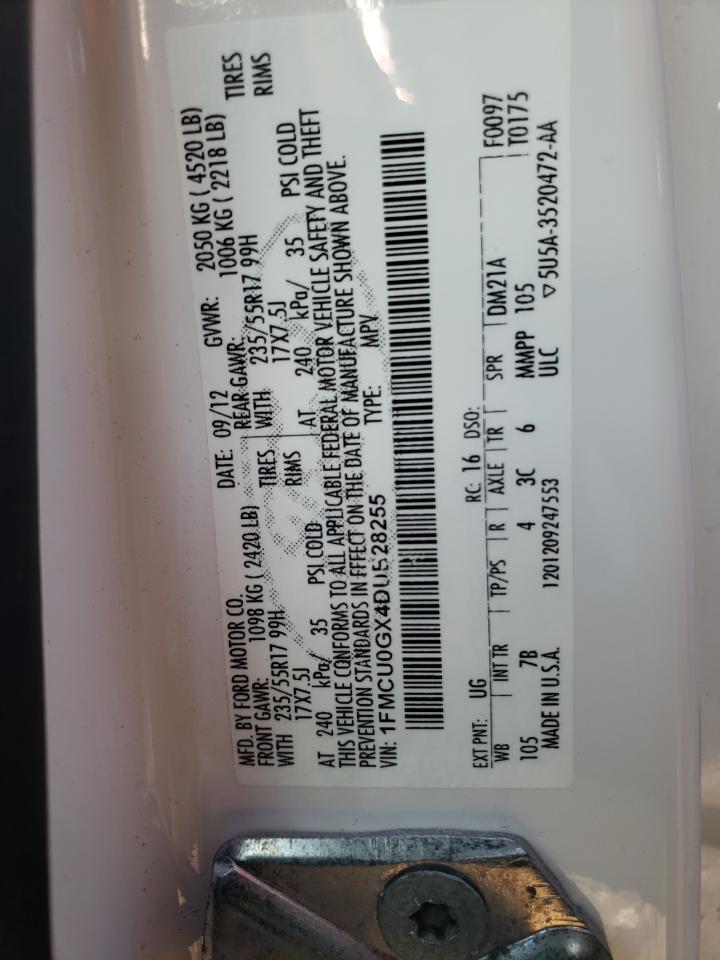 MFD. BY FORD MOTOR CO. DATE: 09/12 GVWR: 2050 KG ( 4520 LB)
FRONT GAWR: 1098 KG ( 2420 LB) REAR GAWR: 1006 KG ( 2218 LB)
WITH 235/55R17 99H TIRES WITH 235/55R17 99H TIRES
17X7.5J RIMS 17X7.5J RIMS
AT 240 kPa/ 35 PSI COLD AT 240 kPa/ 35 PSI COLD
THIS VEHICLE CONFORMS TO ALL APPLICABLE FEDERAL MOTOR VEHICLE SAFETY AND THEFT
PREVENTION STANDARDS IN EFFECT ON THE DATE OF MANUFACTURE SHOWN ABOVE.
VIN: 1FMCU0GX4DU528255 TYPE: MPV
F0097
EXT PNT: UG RC: 16 DSO: T0175
WB INT TR TP/PS R AXLE TR SPR DM21A
105 7B 4 3C 6 MMPP 105
MADE IN U.S.A. 1201209247553 ULC ▽5U5A-3520472-AA